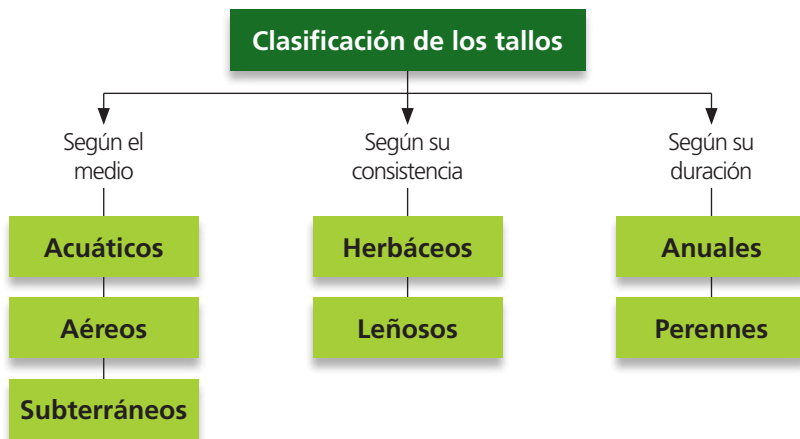 Clasificación de los tallos
Según el
medio
Acuáticos
Aéreos
Subterráneos
Según su
consistencia
Herbáceos
Leñosos
Según su
duración
Anuales
Perennes